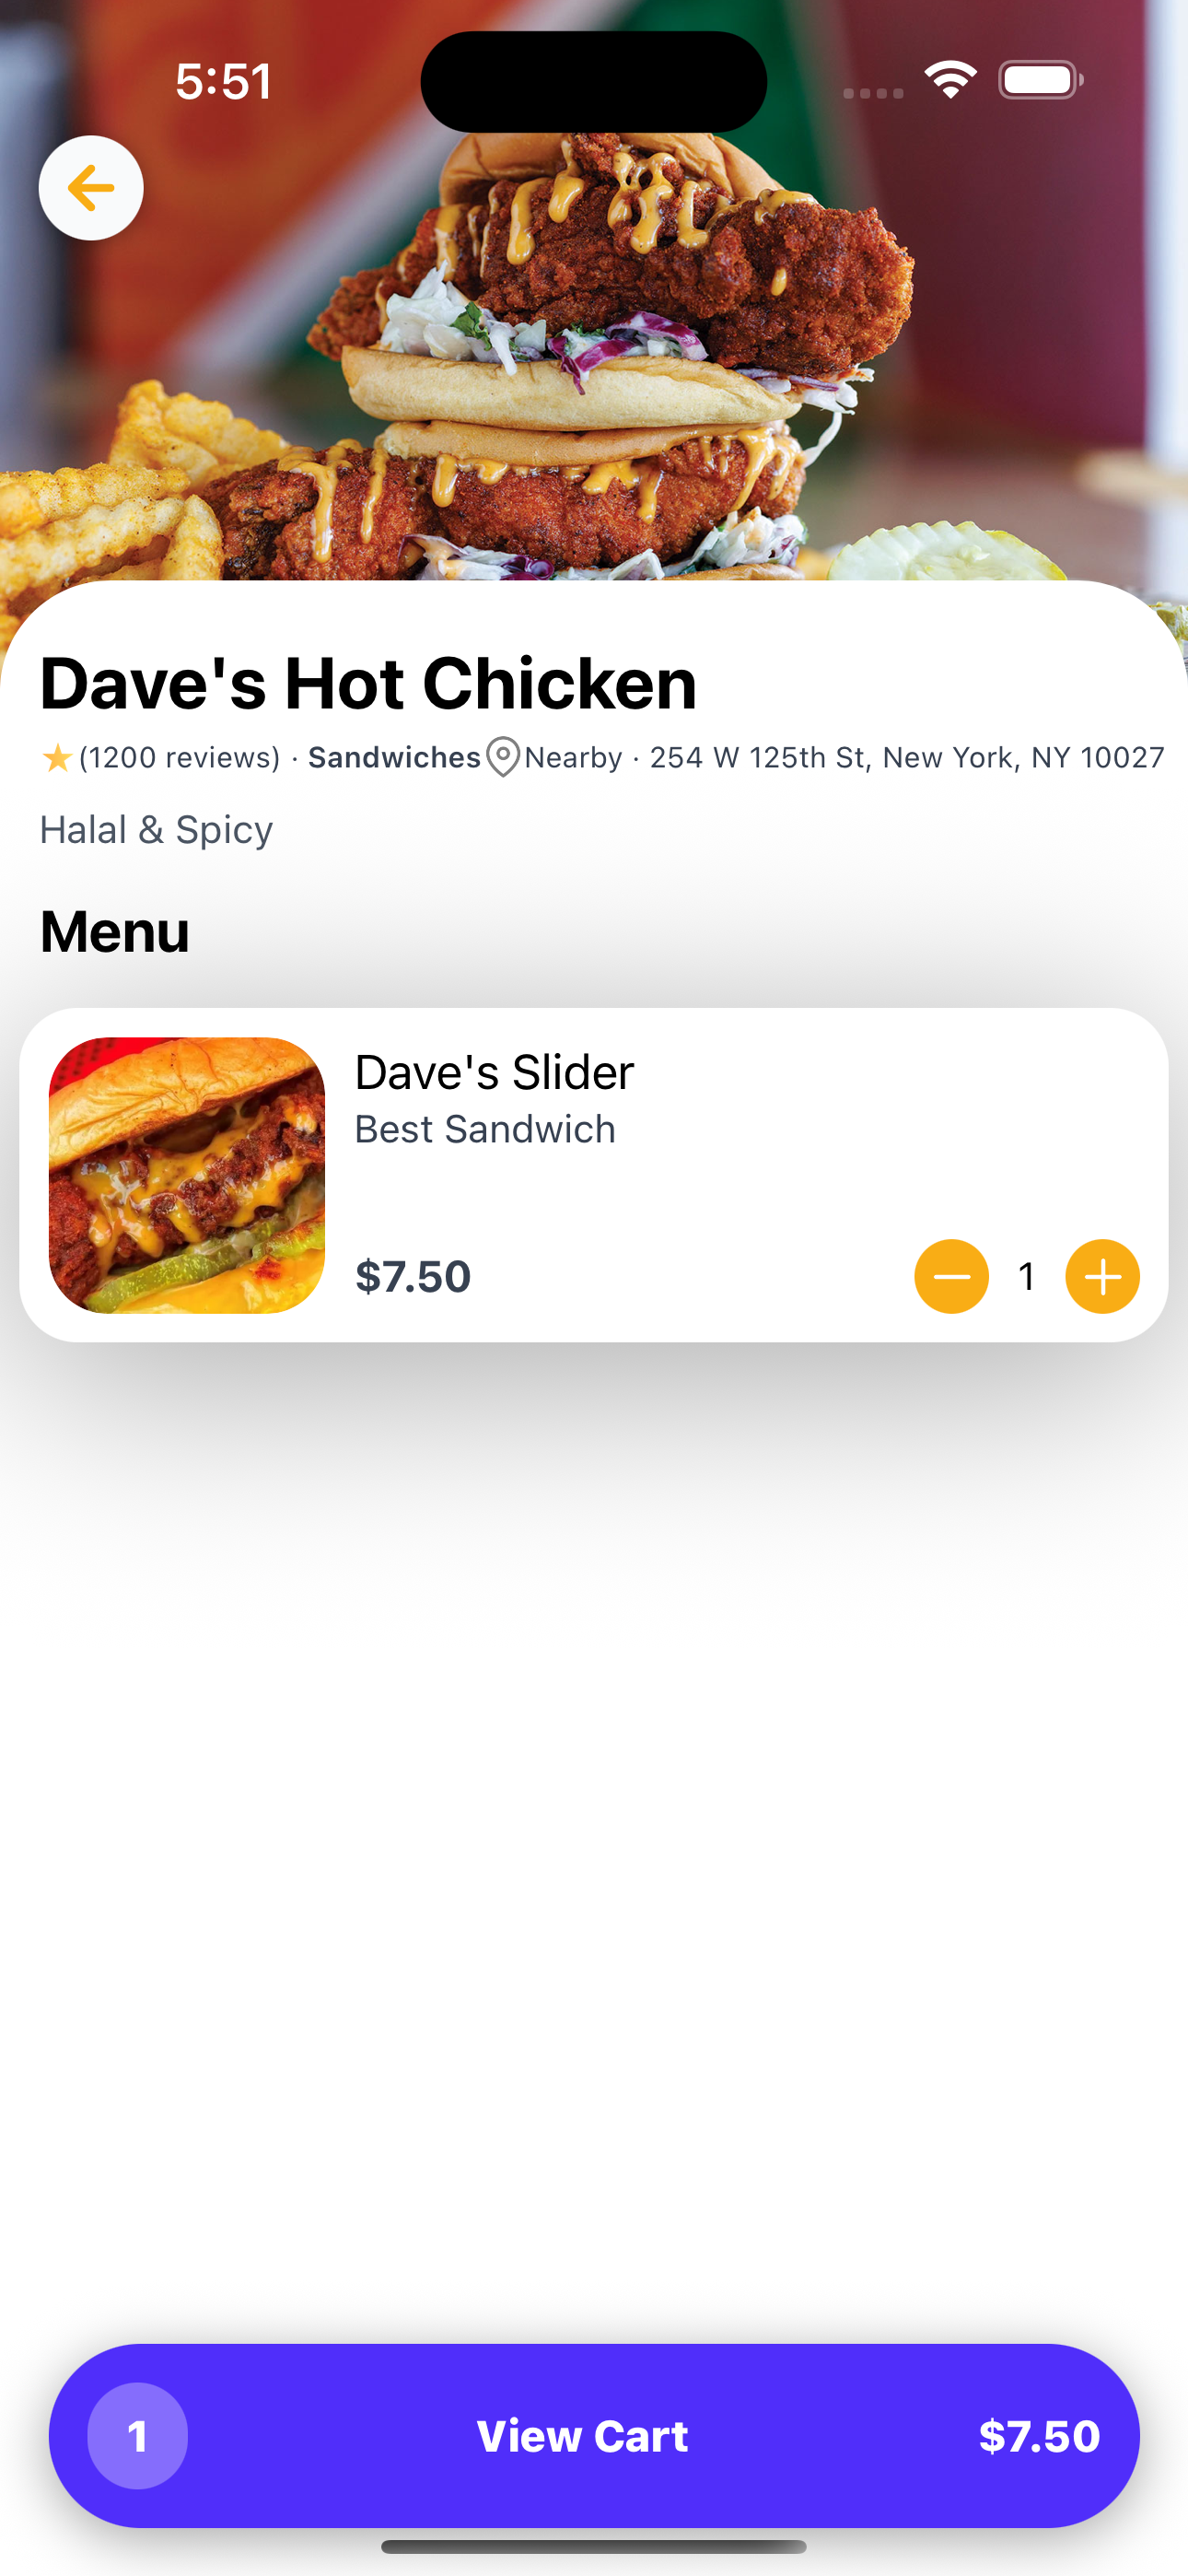 5:51
Dave's Hot Chicken
(1200 reviews) · Sandwiches Nearby · 254 W 125th St, New York, NY 10027
Halal & Spicy
Menu
Dave's Slider
Best Sandwich
$7.50 1
1 View Cart $7.50